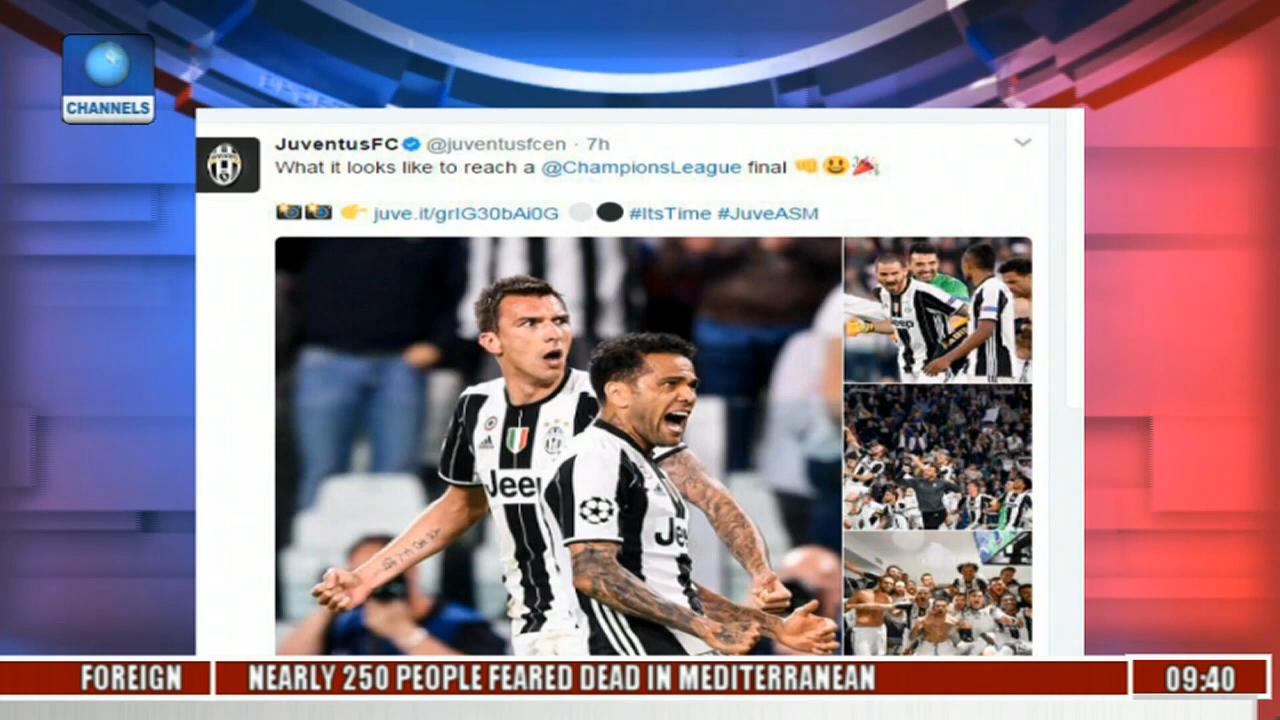 CHANNELS
JuventusFC @juventusfcen · 7h
What it looks like to reach a @ChampionsLeague final 👊😃🎉
📸📸 👉 juve.it/grIG30bAi0G ⚪⚫ #ItsTime #JuveASM
Jeep
Je
FOREIGN
NEARLY 250 PEOPLE FEARED DEAD IN MEDITERRANEAN
09:40